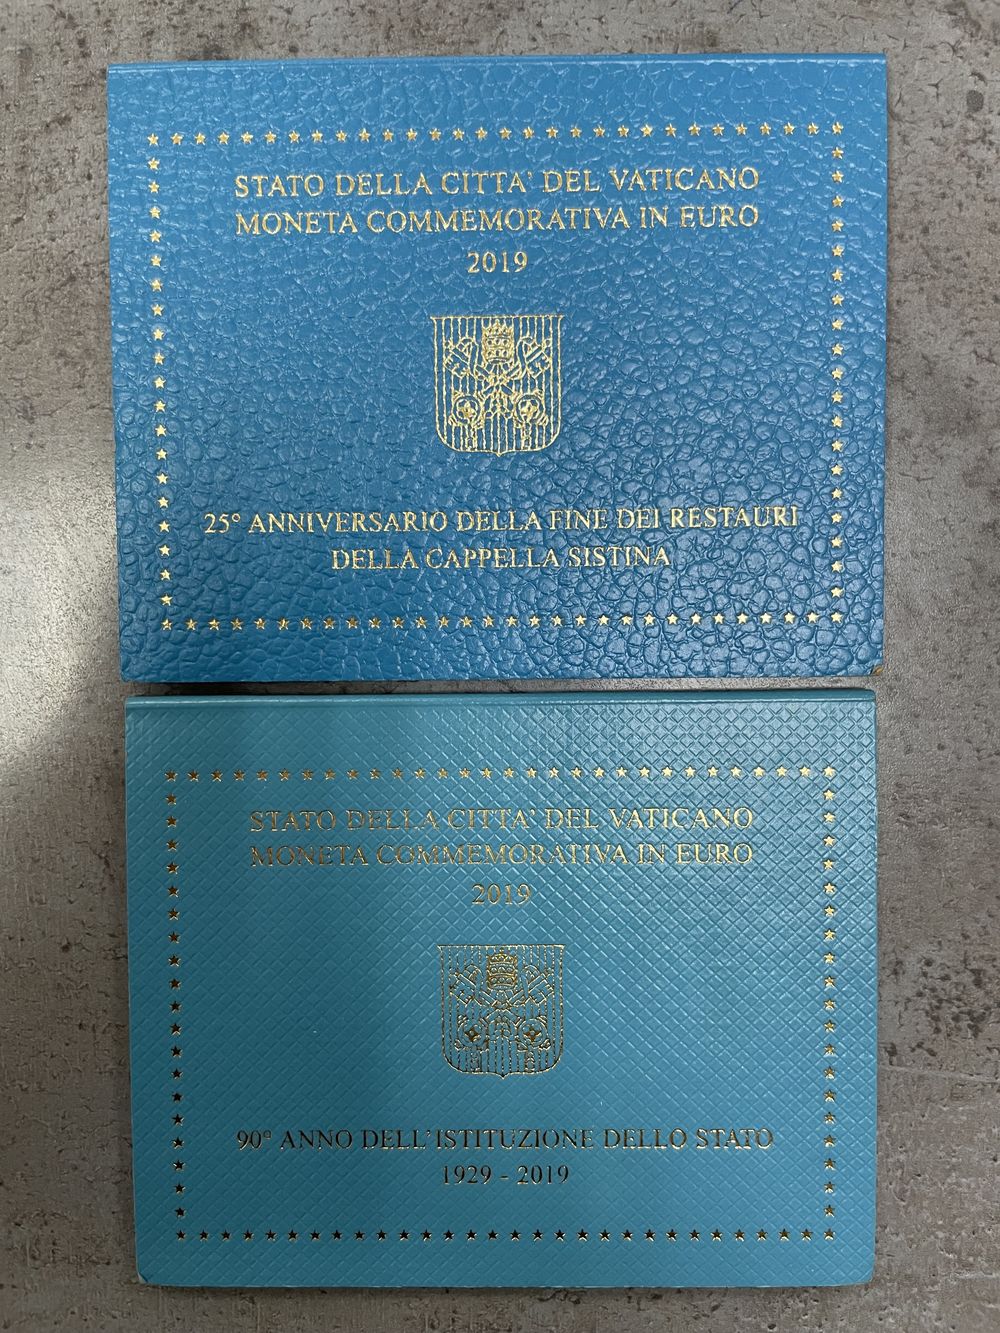 STATO DELLA CITTA' DEL VATICANO
MONETA COMMEMORATIVA IN EURO
2019
25° ANNIVERSARIO DELLA FINE DEI RESTAURI
DELLA CAPPELLA SISTINA
STATO DELLA CITTA' DEL VATICANO
MONETA COMMEMORATIVA IN EURO
2019
90° ANNO DELL'ISTITUZIONE DELLO STATO
1929 - 2019